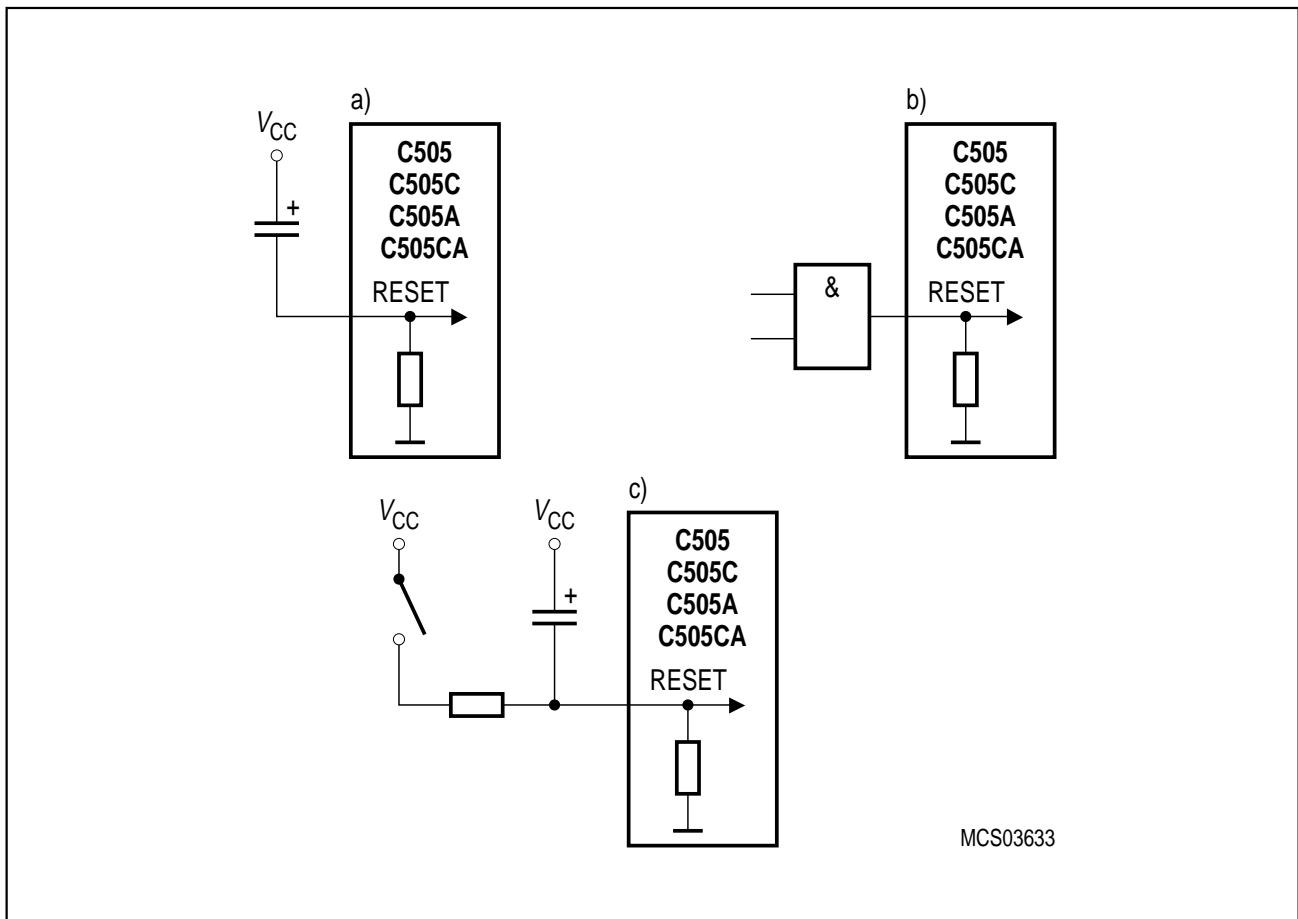 a)
VCC
+
C505
C505C
C505A
C505CA
RESET
b)
&
C505
C505C
C505A
C505CA
RESET
c)
VCC
VCC
+
C505
C505C
C505A
C505CA
RESET
MCS03633